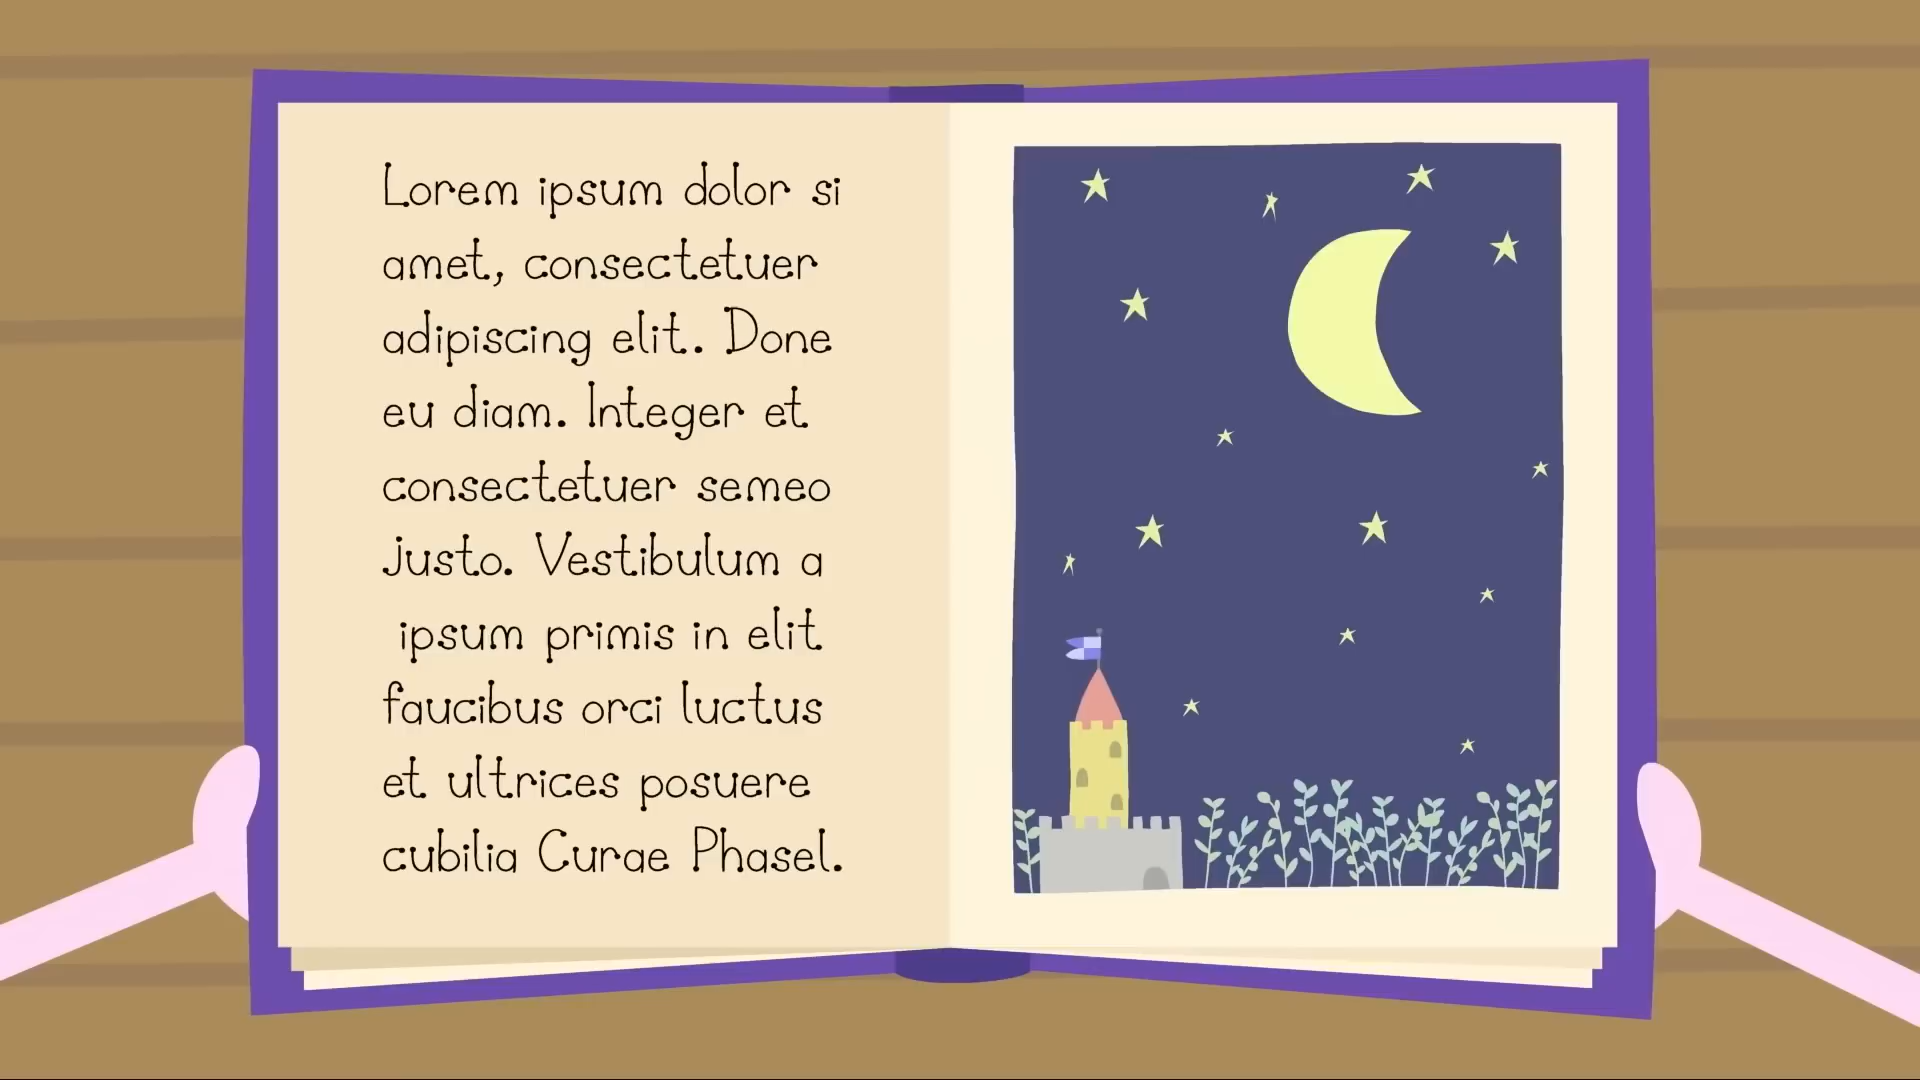 Lorem ipsum dolor si
amet, consectetuer
adipiscing elit. Done
eu diam. Integer et
consectetuer semeo
justo. Vestibulum a
ipsum primis in elit
faucibus orci luctus
et ultrices posuere
cubilia Curae Phasel.